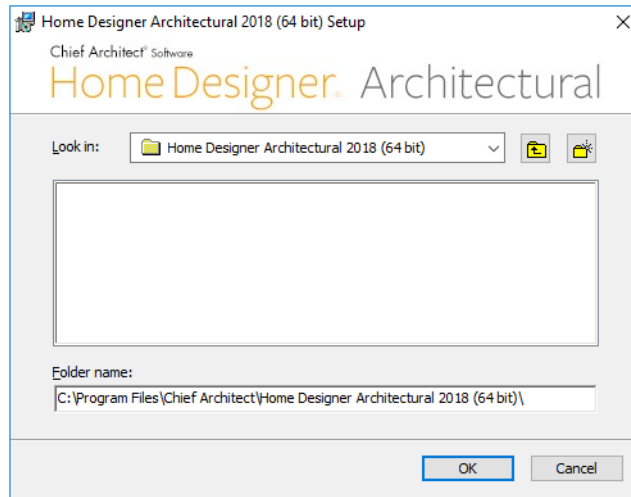 Home Designer Architectural 2018 (64 bit) Setup
Chief Architect® Software
Home Designer® Architectural
Look in: Home Designer Architectural 2018 (64 bit)
Folder name:
C:\Program Files\Chief Architect\Home Designer Architectural 2018 (64 bit)\
OK Cancel